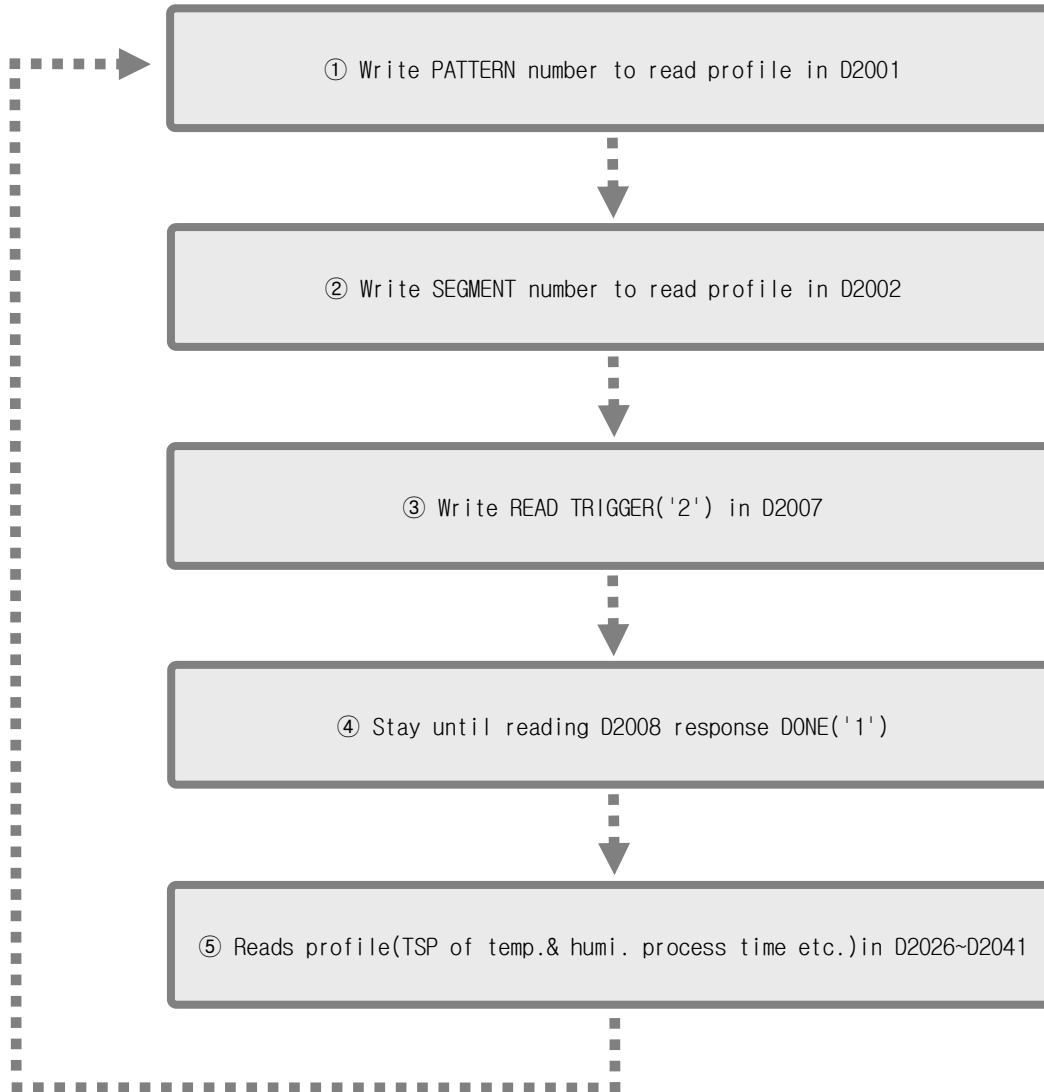 ① Write PATTERN number to read profile in D2001
② Write SEGMENT number to read profile in D2002
③ Write READ TRIGGER('2') in D2007
④ Stay until reading D2008 response DONE('1')
⑤ Reads profile(TSP of temp.& humi. process time etc.)in D2026~D2041